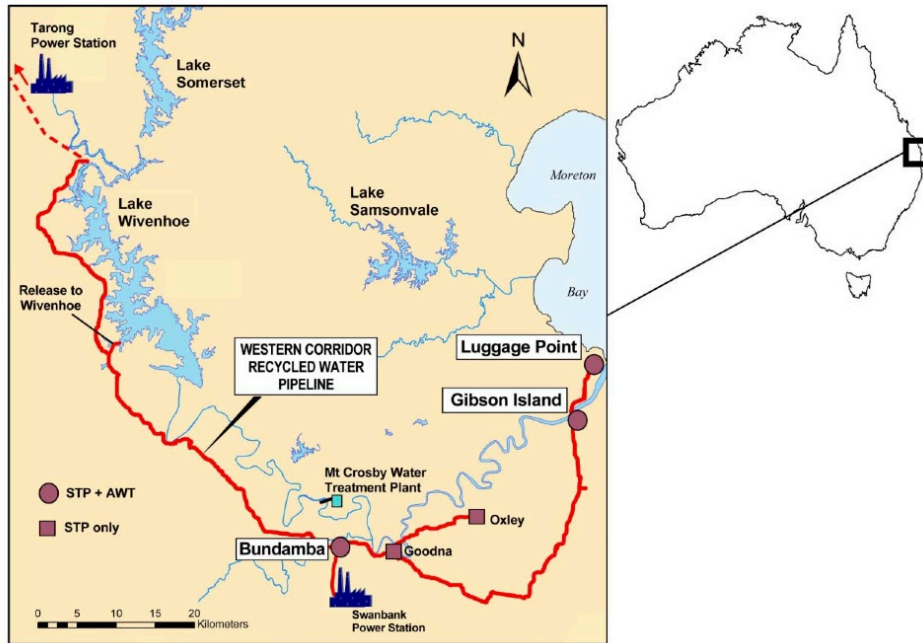 Tarong
Power Station
Lake
Somerset
N
Moreton
Lake
Wivenhoe
Lake
Samsonvale
Bay
Release to
Wivenhoe
WESTERN CORRIDOR
RECYCLED WATER
PIPELINE
Luggage Point
Gibson Island
Mt Crosby Water
Treatment Plant
STP + AWT
STP only
Oxley
Bundamba
Goodna
Swanbank
Power Station
0 5 10 15 20
Kilometers